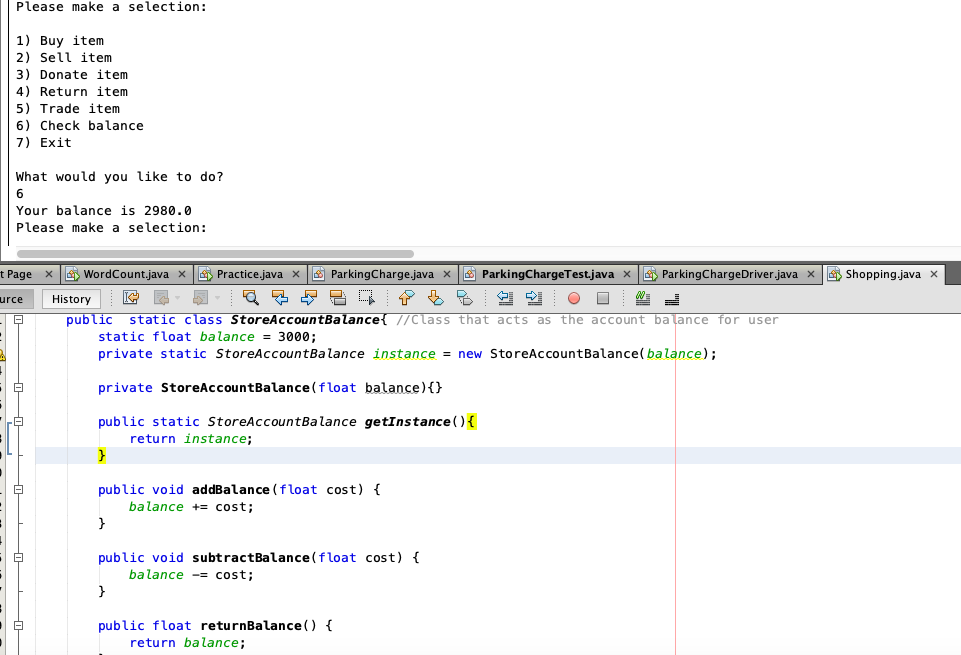 Please make a selection:
1) Buy item
2) Sell item
3) Donate item
4) Return item
5) Trade item
6) Check balance
7) Exit
What would you like to do?
6
Your balance is 2980.0
Please make a selection:
t Page × WordCount.java × Practice.java × ParkingCharge.java × ParkingChargeTest.java × ParkingChargeDriver.java × Shopping.java ×
urce History
public  static class StoreAccountBalance{ //Class that acts as the account balance for user
static float balance = 3000;
private static StoreAccountBalance instance = new StoreAccountBalance(balance);
private StoreAccountBalance(float balance){}
public static StoreAccountBalance getInstance(){
return instance;
}
public void addBalance(float cost) {
balance += cost;
}
public void subtractBalance(float cost) {
balance -= cost;
}
public float returnBalance() {
return balance;